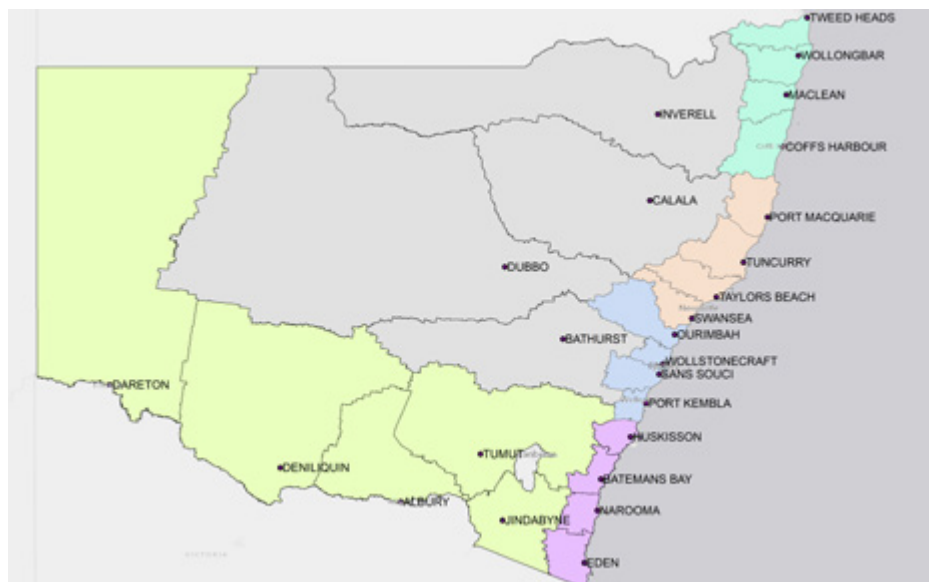 TWEED HEADS
WOLLONGBAR
MACLEAN
INVERELL
COFFS HARBOUR
CALALA
PORT MACQUARIE
TUNCURRY
DUBBO
TAYLORS BEACH
SWANSEA
OURIMBAH
BATHURST
WOLLSTONECRAFT
SANS SOUCI
DARETON
PORT KEMBLA
HUSKISSON
TUMUT
DENILIQUIN
BATEMANS BAY
ALBURY
NAROOMA
JINDABYNE
VICTORIA
EDEN